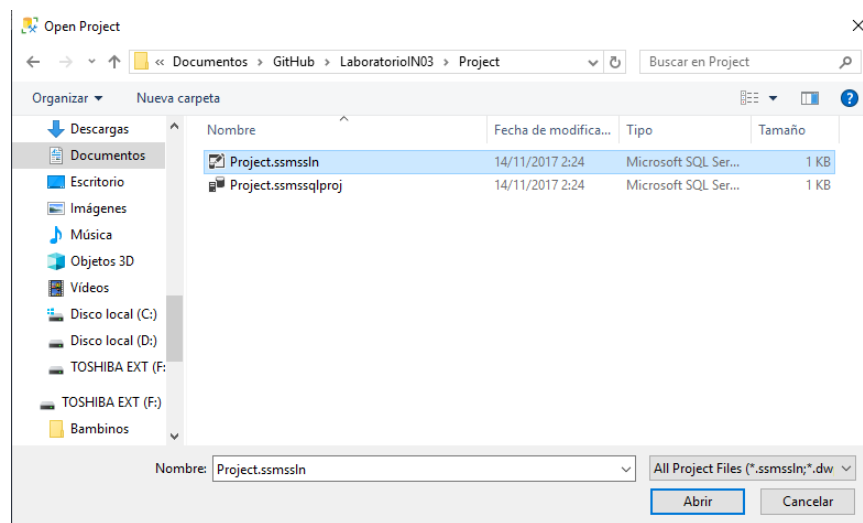 Open Project
« Documentos > GitHub > LaboratorioIN03 > Project
Buscar en Project
Organizar
Nueva carpeta
Descargas
Documentos
Escritorio
Imágenes
Música
Objetos 3D
Vídeos
Disco local (C:)
Disco local (D:)
TOSHIBA EXT (F:
TOSHIBA EXT (F:)
Bambinos
Nombre Fecha de modifica... Tipo Tamaño
Project.ssmssln 14/11/2017 2:24 Microsoft SQL Ser... 1 KB
Project.ssmssqlproj 14/11/2017 2:24 Microsoft SQL Ser... 1 KB
Nombre: Project.ssmssln
All Project Files (*.ssmssln;*.dw
Abrir Cancelar